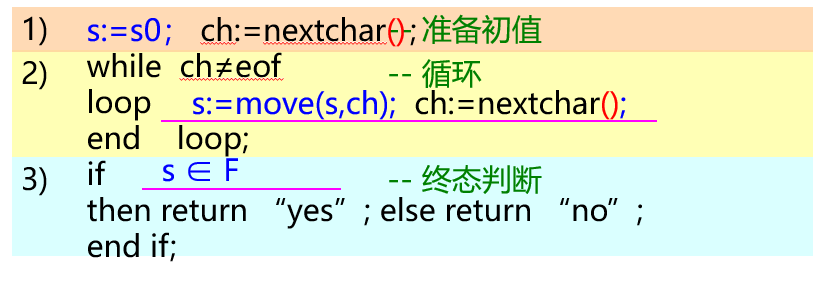 1) s:=s0; ch:=nextchar(); -- 准备初值
2) while ch≠eof -- 循环
loop s:=move(s,ch); ch:=nextchar();
end loop;
3) if s ∈ F -- 终态判断
then return “yes”; else return “no”;
end if;